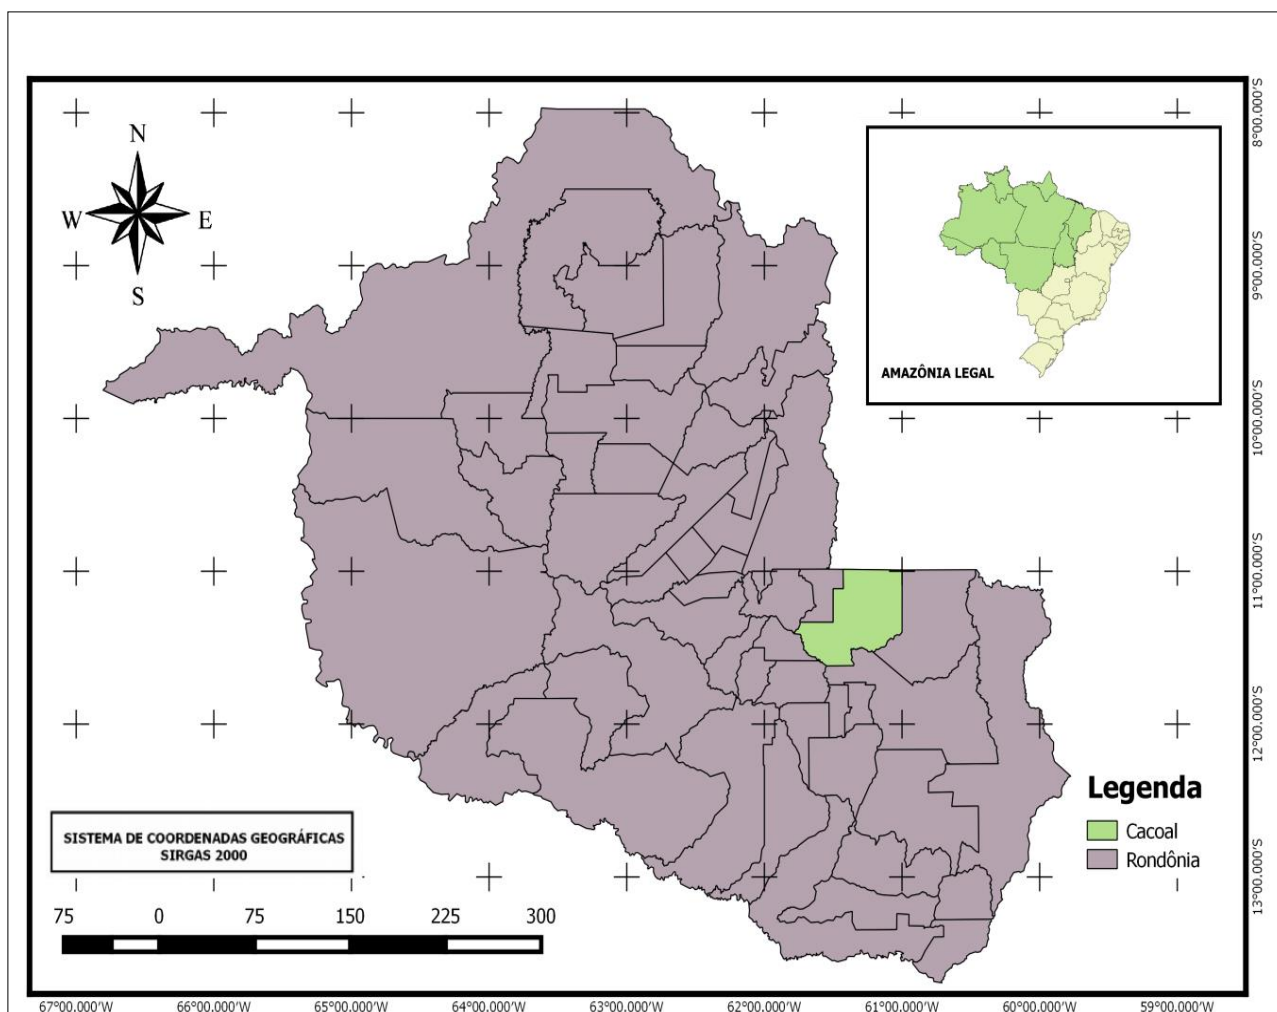 N
W
E
S
AMAZÔNIA LEGAL
8°00.000'S
9°00.000'S
10°00.000'S
11°00.000'S
12°00.000'S
13°00.000'S
Legenda
Cacoal
Rondônia
SISTEMA DE COORDENADAS GEOGRÁFICAS
SIRGAS 2000
75 0 75 150 225 300
67°00.000'W 66°00.000'W 65°00.000'W 64°00.000'W 63°00.000'W 62°00.000'W 61°00.000'W 60°00.000'W 59°00.000'W